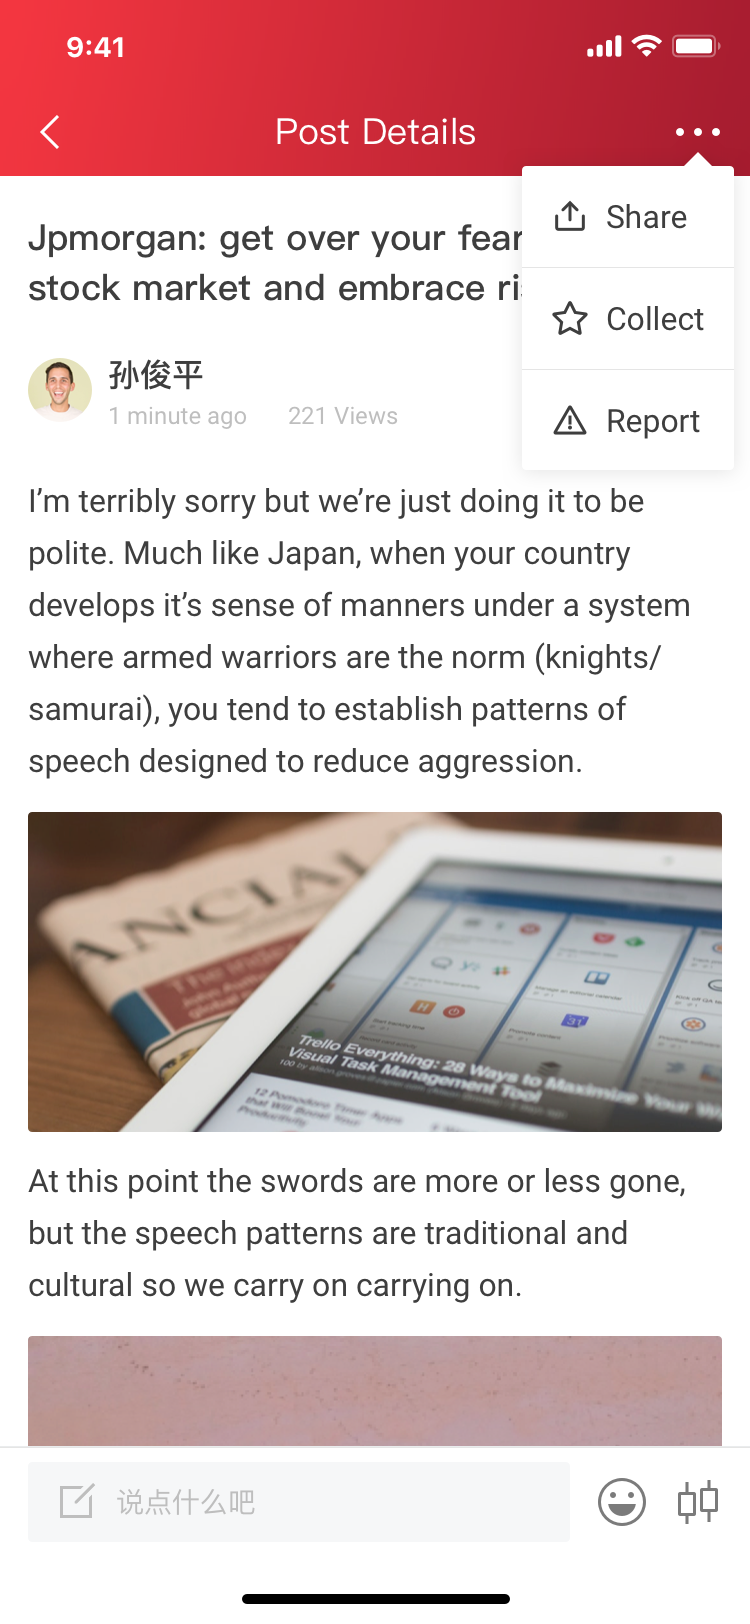 9:41
Post Details
Share
Collect
Report
Jpmorgan: get over your fear
stock market and embrace
孙俊平
1 minute ago 221 Views
I’m terribly sorry but we’re just doing it to be
polite. Much like Japan, when your country
develops it’s sense of manners under a system
where armed warriors are the norm (knights/
samurai), you tend to establish patterns of
speech designed to reduce aggression.
ANCIAL
Trello Everything: 28 Ways to Maximize Your
Visual Task Management Tool
12 Pomodoro Timer Apps
that Will Boost Your
Productivity
At this point the swords are more or less gone,
but the speech patterns are traditional and
cultural so we carry on carrying on.
说点什么吧